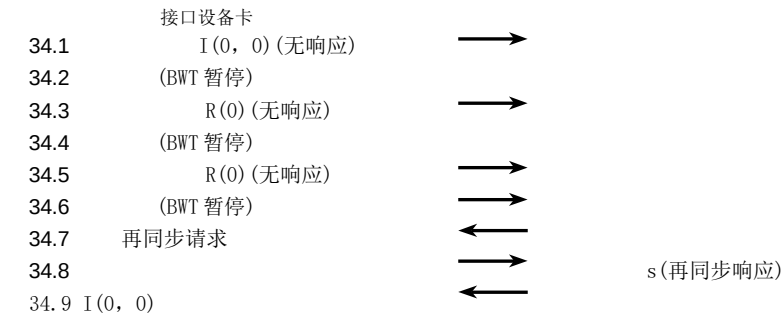 接口设备卡
34.1 I(0，0)(无响应)
34.2 (BWT 暂停)
34.3 R(0)(无响应)
34.4 (BWT 暂停)
34.5 R(0)(无响应)
34.6 (BWT 暂停)
34.7 再同步请求
34.8 s(再同步响应)
34.9 I(0，0)